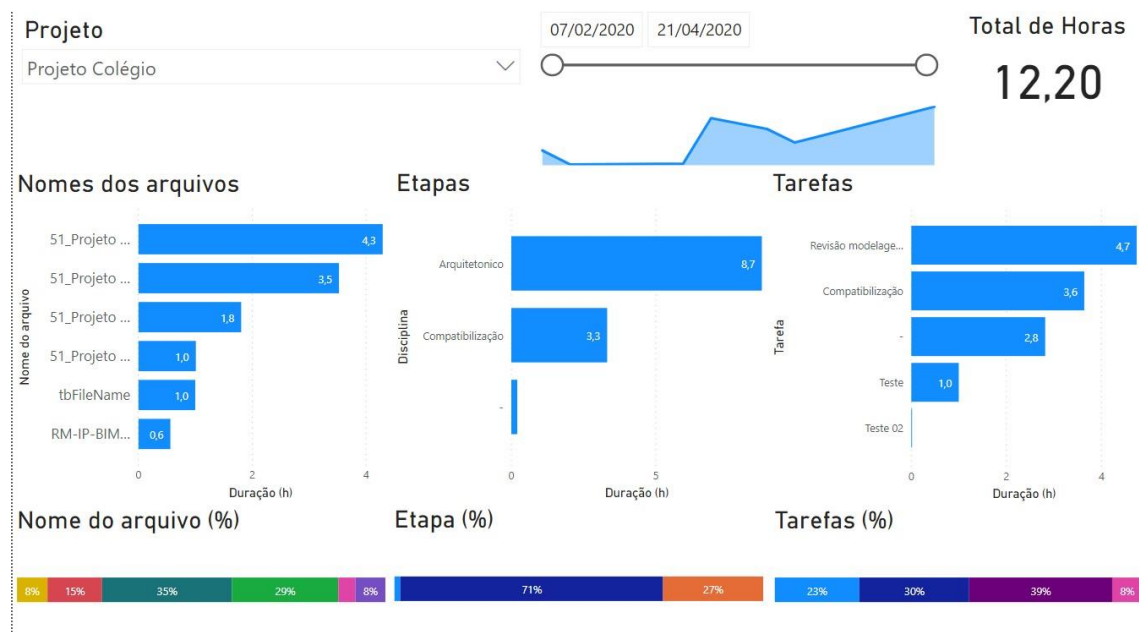 Projeto
Projeto Colégio
07/02/2020 21/04/2020
Total de Horas
12,20
Nomes dos arquivos
Nome do arquivo
51_Projeto ... 4,3
51_Projeto ... 3,5
51_Projeto ... 1,8
51_Projeto ... 1,0
tbFileName 1,0
RM-IP-BIM... 0,6
0 2 4
Duração (h)
Etapas
Disciplina
Arquitetonico 8,7
Compatibilização 3,3
-
0 5
Duração (h)
Tarefas
Tarefa
Revisão modelage... 4,7
Compatibilização 3,6
- 2,8
Teste 1,0
Teste 02
0 2 4
Duração (h)
Nome do arquivo (%)
8% 15% 35% 29% 8%
Etapa (%)
71% 27%
Tarefas (%)
23% 30% 39% 8%